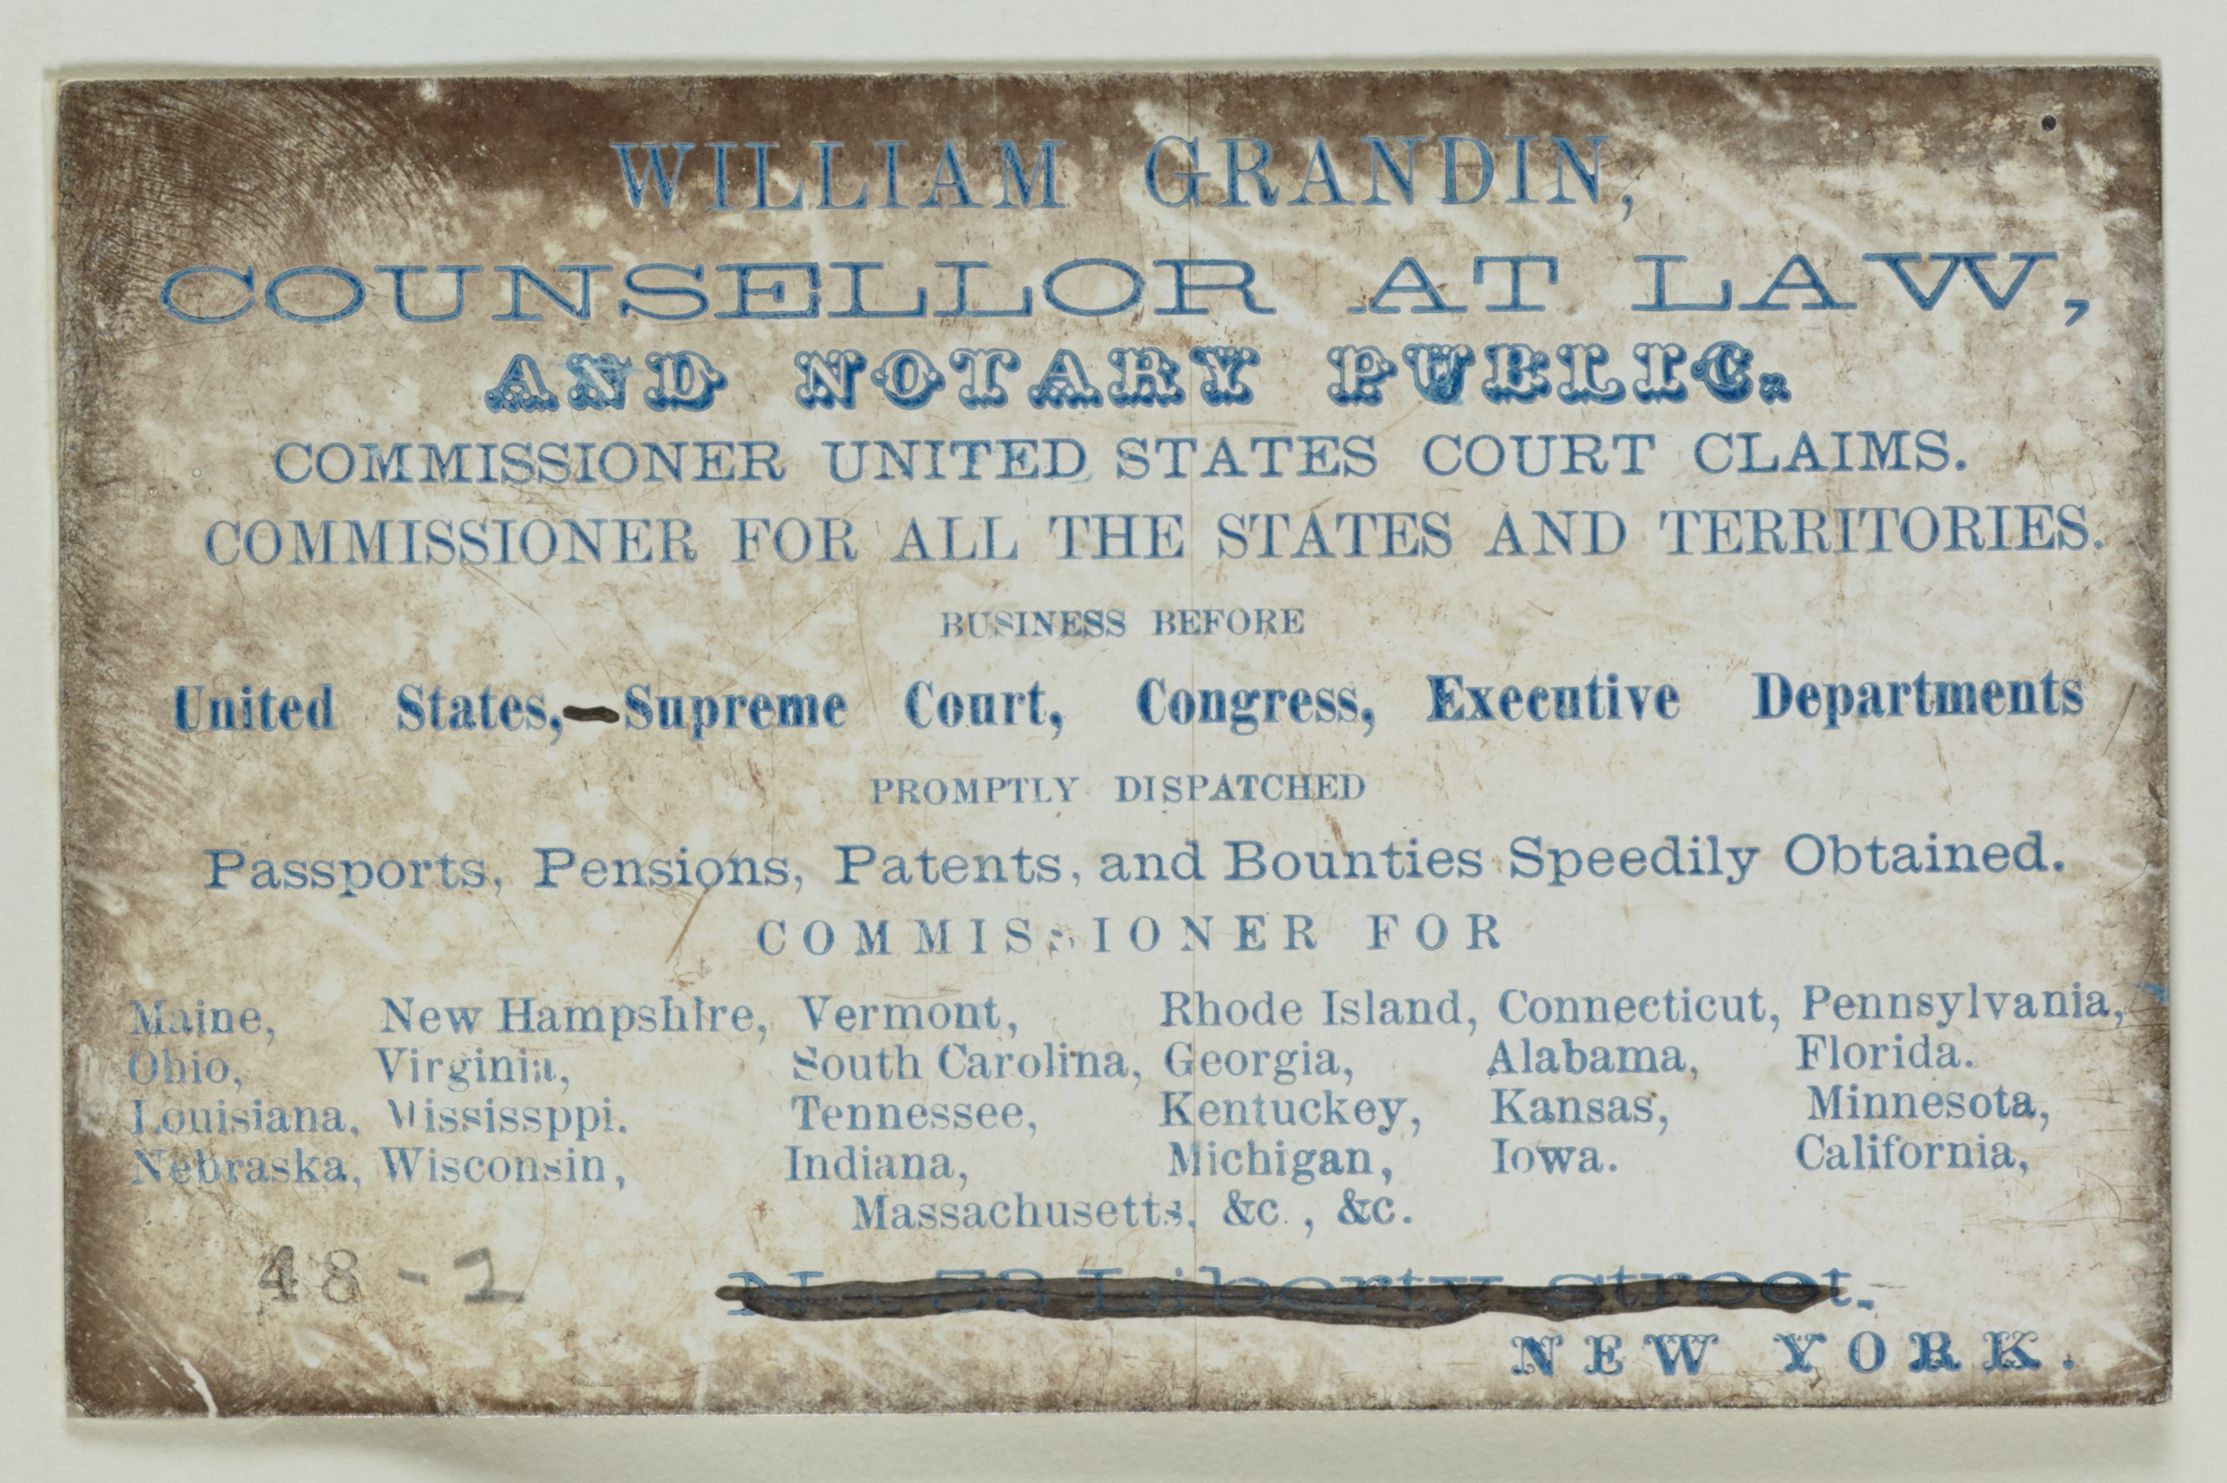 WILLIAM GRANDIN,
COUNSELLOR AT LAW,
AND NOTARY PUBLIC.
COMMISSIONER UNITED STATES COURT CLAIMS.
COMMISSIONER FOR ALL THE STATES AND TERRITORIES.
BUSINESS BEFORE
United States,—Supreme Court, Congress, Executive Departments
PROMPTLY DISPATCHED
Passports, Pensions, Patents, and Bounties Speedily Obtained.
COMMISSIONER FOR
Maine, New Hampshire, Vermont, Rhode Island, Connecticut, Pennsylvania,
Ohio, Virginia, South Carolina, Georgia, Alabama, Florida.
Louisiana, Mississppi. Tennessee, Kentuckey, Kansas, Minnesota,
Nebraska, Wisconsin, Indiana, Michigan, Iowa. California,
Massachusetts, &c., &c.
48-2
Liberty street.
NEW YORK.